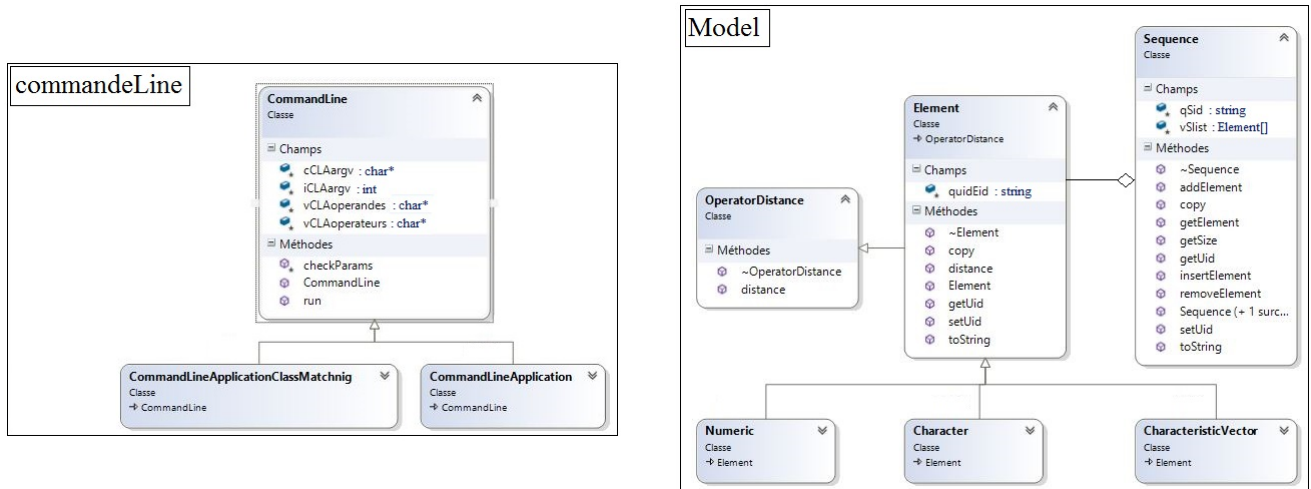 commandeLine
CommandLine
Classe
Champs
cCLAargv : char*
iCLAargv : int
vCLAoperandes : char*
vCLAoperateurs : char*
Méthodes
checkParams
CommandLine
run
CommandLineApplicationClassMatchnig
Classe
CommandLine
CommandLineApplication
Classe
CommandLine
Model
OperatorDistance
Classe
Méthodes
~OperatorDistance
distance
Element
Classe
OperatorDistance
Champs
quidEid : string
Méthodes
~Element
copy
distance
Element
getUid
setUid
toString
Sequence
Classe
Champs
qSid : string
vSlist : Element[]
Méthodes
~Sequence
addElement
copy
getElement
getSize
getUid
insertElement
removeElement
Sequence (+ 1 surc...
setUid
toString
Numeric
Classe
Element
Character
Classe
Element
CharacteristicVector
Classe
Element